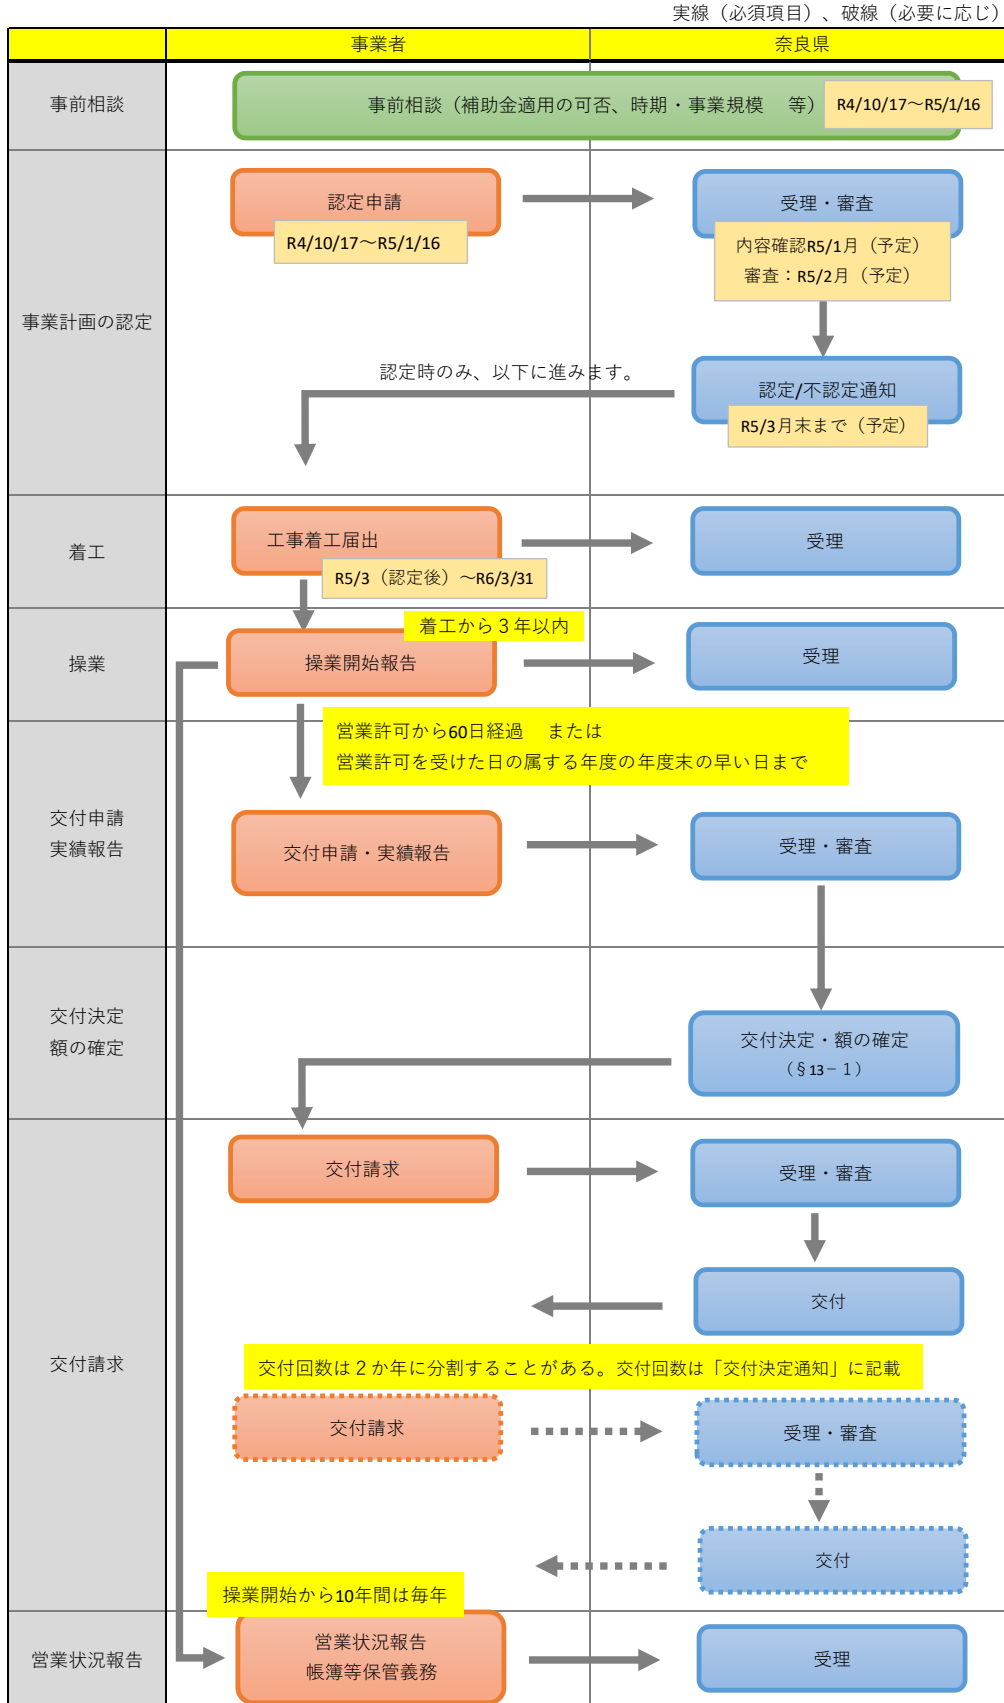 実線（必須項目）、破線（必要に応じ）
事業者
奈良県
事前相談
事前相談（補助金適用の可否、時期・事業規模　等）
R4/10/17～R5/1/16
事業計画の認定
認定申請
R4/10/17～R5/1/16
受理・審査
内容確認R5/1月（予定）
審査：R5/2月（予定）
認定時のみ、以下に進みます。
認定/不認定通知
R5/3月末まで（予定）
着工
工事着工届出
R5/3（認定後）～R6/3/31
受理
操業
着工から３年以内
操業開始報告
受理
営業許可から60日経過　または
営業許可を受けた日の属する年度の年度末の早い日まで
交付申請
実績報告
交付申請・実績報告
受理・審査
交付決定
額の確定
交付決定・額の確定
（§13－1）
交付請求
交付請求
受理・審査
交付
交付回数は２か年に分割することがある。交付回数は「交付決定通知」に記載
交付請求
受理・審査
交付
操業開始から10年間は毎年
営業状況報告
営業状況報告
帳簿等保管義務
受理